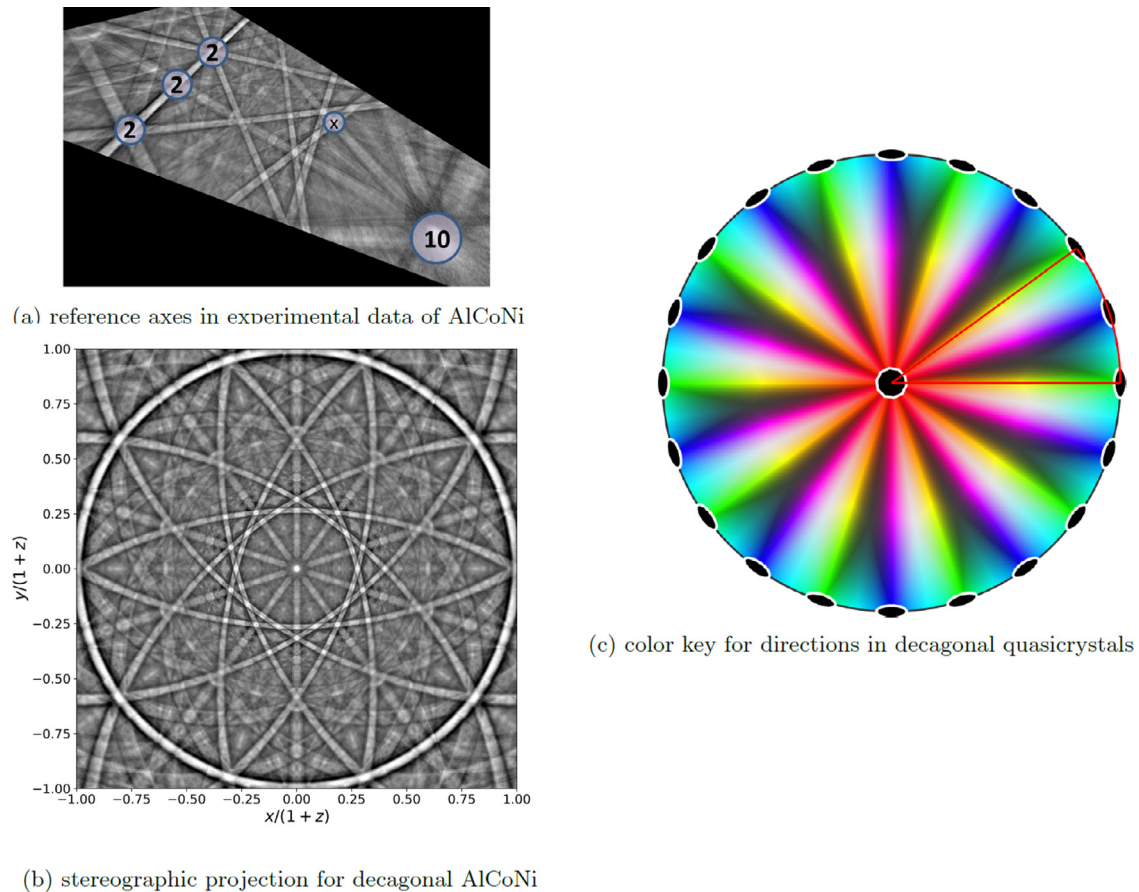 2
2
2
x
10
(a) reference axes in experimental data of AlCoNi
1.00
0.75
0.50
0.25
0.00
−0.25
−0.50
−0.75
−1.00
y/(1 + z)
−1.00 −0.75 −0.50 −0.25 0.00 0.25 0.50 0.75 1.00
x/(1 + z)
(b) stereographic projection for decagonal AlCoNi
(c) color key for directions in decagonal quasicrystals